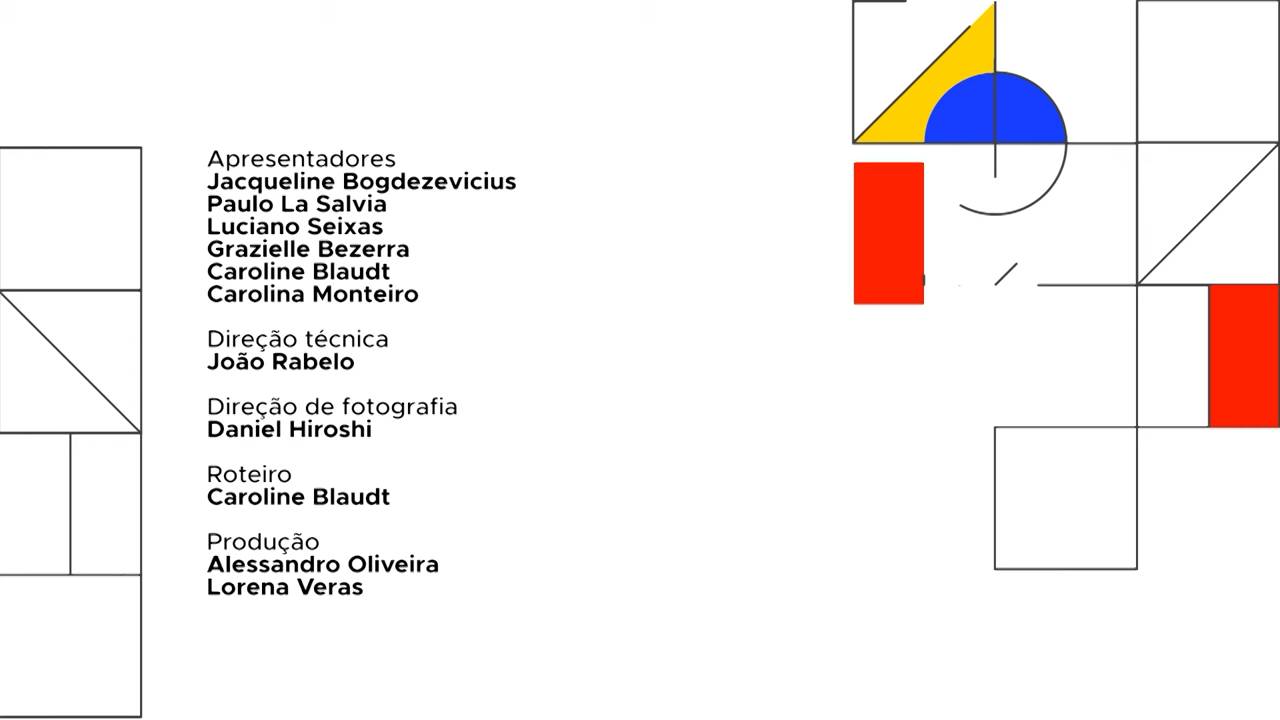 Apresentadores
Jacqueline Bogdezevicius
Paulo La Salvia
Luciano Seixas
Grazielle Bezerra
Caroline Blaudt
Carolina Monteiro
Direção técnica
João Rabelo
Direção de fotografia
Daniel Hiroshi
Roteiro
Caroline Blaudt
Produção
Alessandro Oliveira
Lorena Veras